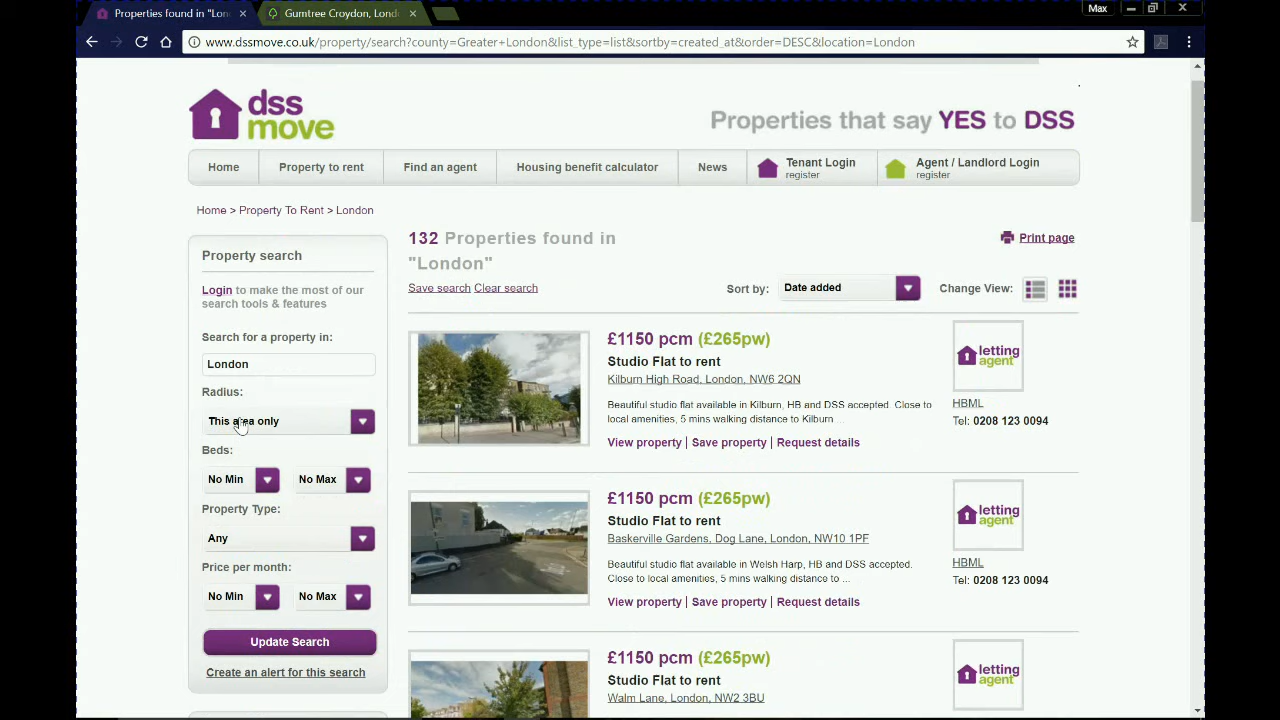 Properties found in "Lon
Gumtree Croydon, Lond
Max
www.dssmove.co.uk/property/search?county=Greater+London&list_type=list&sortby=created_at&order=DESC&location=London
dss
move
Properties that say YES to DSS
Home
Property to rent
Find an agent
Housing benefit calculator
News
Tenant Login
register
Agent / Landlord Login
register
Home > Property To Rent > London
Property search
Login to make the most of our
search tools & features
Search for a property in:
London
Radius:
This area only
Beds:
No Min
No Max
Property Type:
Any
Price per month:
No Min
No Max
Update Search
Create an alert for this search
132 Properties found in
"London"
Save search Clear search
Print page
Sort by:
Date added
Change View:
£1150 pcm (£265pw)
Studio Flat to rent
Kilburn High Road, London, NW6 2QN
Beautiful studio flat available in Kilburn, HB and DSS accepted. Close to
local amenities, 5 mins walking distance to Kilburn ...
View property | Save property | Request details
letting
agent
HBML
Tel: 0208 123 0094
£1150 pcm (£265pw)
Studio Flat to rent
Baskerville Gardens, Dog Lane, London, NW10 1PF
Beautiful studio flat available in Welsh Harp, HB and DSS accepted.
Close to local amenities, 5 mins walking distance to ...
View property | Save property | Request details
letting
agent
HBML
Tel: 0208 123 0094
£1150 pcm (£265pw)
Studio Flat to rent
Walm Lane, London, NW2 3BU
letting
agent